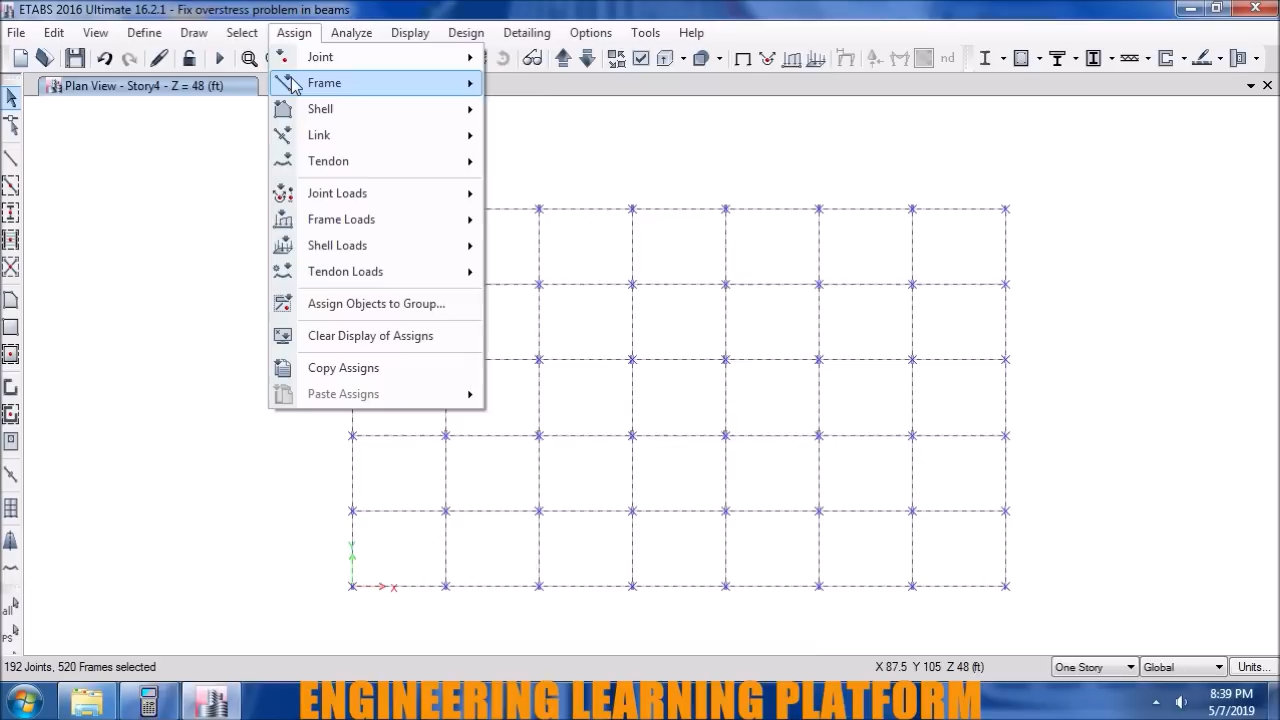 ETABS 2016 Ultimate 16.2.1 - Fix overstress problem in beams
File Edit View Define Draw Select Assign Analyze Display Design Detailing Options Tools Help
nd
Plan View - Story4 - Z = 48 (ft)
Joint
Frame
Shell
Link
Tendon
Joint Loads
Frame Loads
Shell Loads
Tendon Loads
Assign Objects to Group...
Clear Display of Assigns
Copy Assigns
Paste Assigns
Y
X
all
PS
192 Joints, 520 Frames selected
X 87.5 Y 105 Z 48 (ft)
One Story
Global
Units...
ENGINEERING LEARNING PLATFORM
8:39 PM
5/7/2019